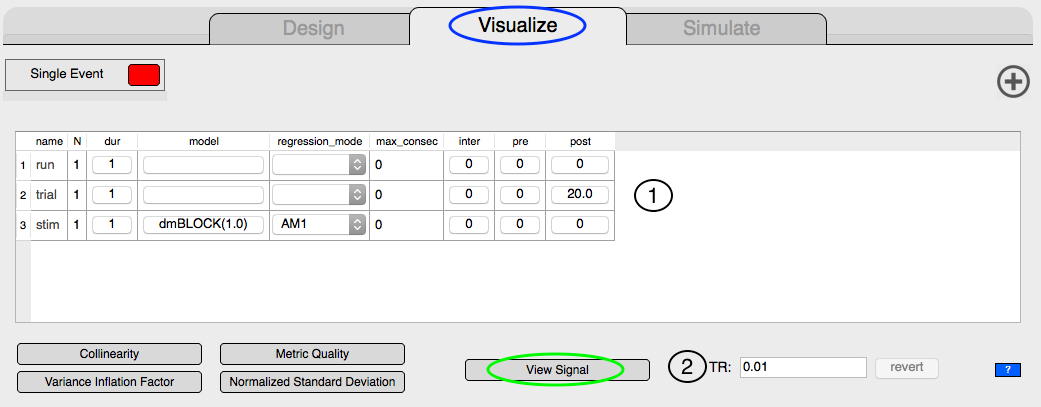 Design Visualize Simulate
Single Event
name N dur model regression_mode max_consec inter pre post
1 run 1 1 0 0 0 0
2 trial 1 1 0 0 0 20.0
3 stim 1 1 dmBLOCK(1.0) AM1 0 0 0 0
1
Collinearity Metric Quality
Variance Inflation Factor Normalized Standard Deviation
View Signal 2 TR: 0.01 revert ?